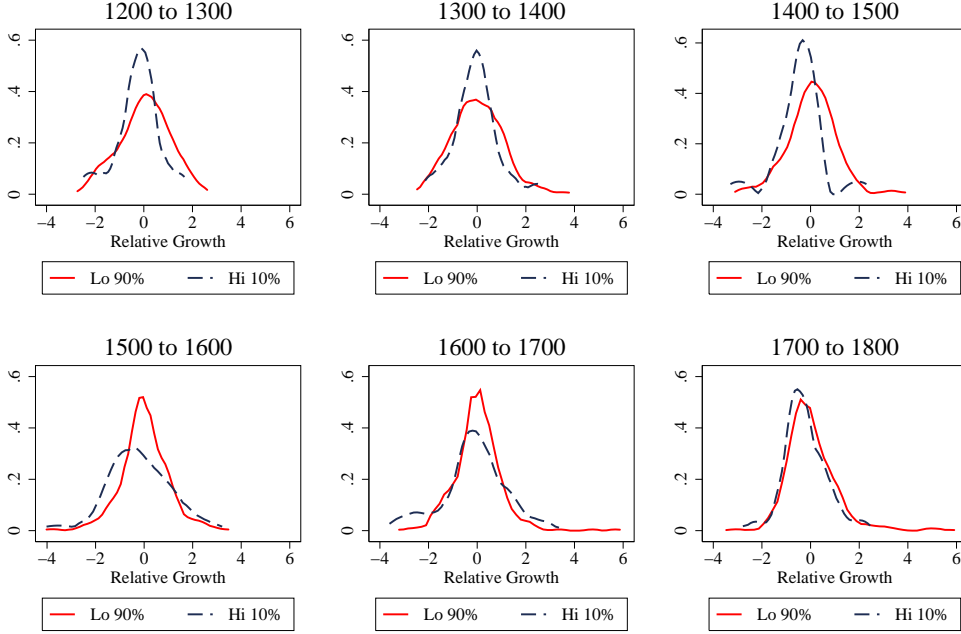 1200 to 1300
1300 to 1400
1400 to 1500
0 .2 .4 .6
0 .2 .4 .6
0 .2 .4 .6
−4 −2 0 2 4 6
−4 −2 0 2 4 6
−4 −2 0 2 4 6
Relative Growth
Relative Growth
Relative Growth
Lo 90% Hi 10%
Lo 90% Hi 10%
Lo 90% Hi 10%
1500 to 1600
1600 to 1700
1700 to 1800
0 .2 .4 .6
0 .2 .4 .6
0 .2 .4 .6
−4 −2 0 2 4 6
−4 −2 0 2 4 6
−4 −2 0 2 4 6
Relative Growth
Relative Growth
Relative Growth
Lo 90% Hi 10%
Lo 90% Hi 10%
Lo 90% Hi 10%